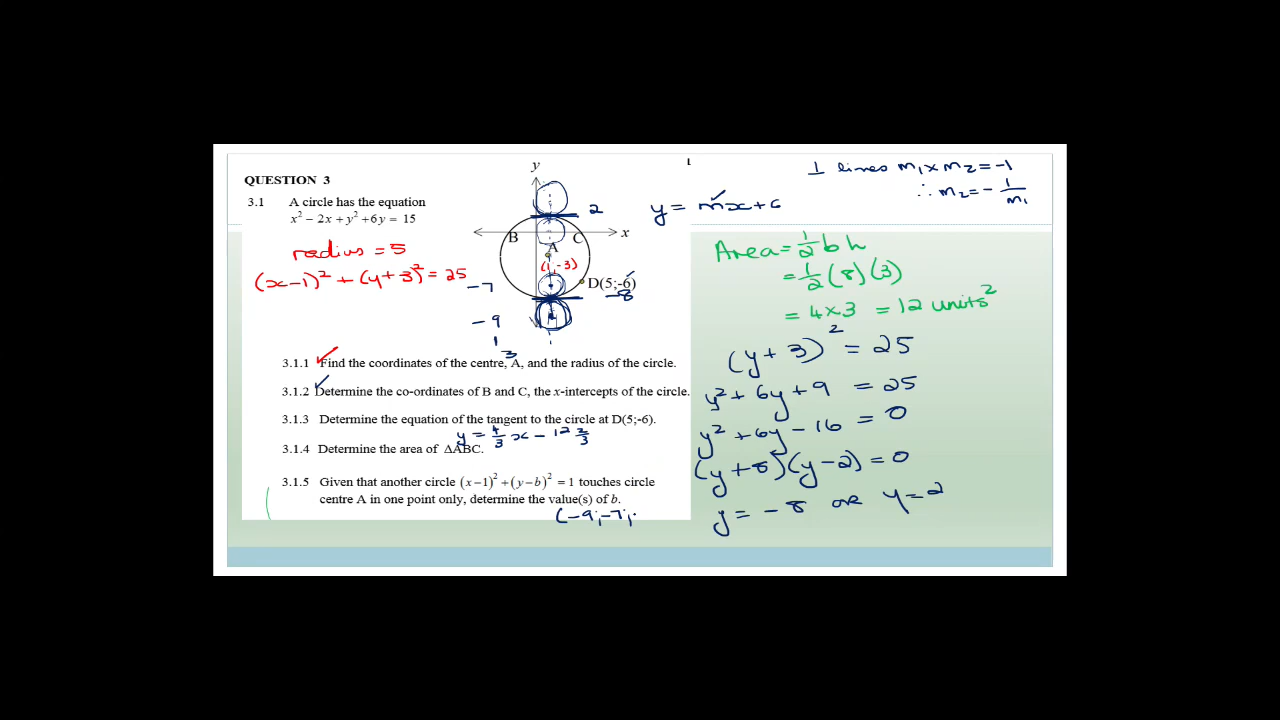 QUESTION 3
3.1 A circle has the equation
x² − 2x + y² + 6y = 15
radius = 5
(x−1)² + (y+3)² = 25
y
2
B
C
x
A
(1,−3)
D(5;−6)
−8
−7
−9
1
3
3.1.1 Find the coordinates of the centre, A, and the radius of the circle.
3.1.2 Determine the co-ordinates of B and C, the x-intercepts of the circle.
3.1.3 Determine the equation of the tangent to the circle at D(5;−6).
y = 4/3 x − 12 2/3
3.1.4 Determine the area of ΔABC.
3.1.5 Given that another circle (x−1)² + (y−b)² = 1 touches circle
centre A in one point only, determine the value(s) of b.
(−9;−7;
⊥ lines m₁ × m₂ = −1
∴ m₂ = − 1/m₁
y = mx + c
Area = ½ b h
= ½ (8)(3)
= 4 × 3 = 12 units²
(y + 3)² = 25
y² + 6y + 9 = 25
y² + 6y − 16 = 0
(y + 8)(y − 2) = 0
y = − 8 or y = 2